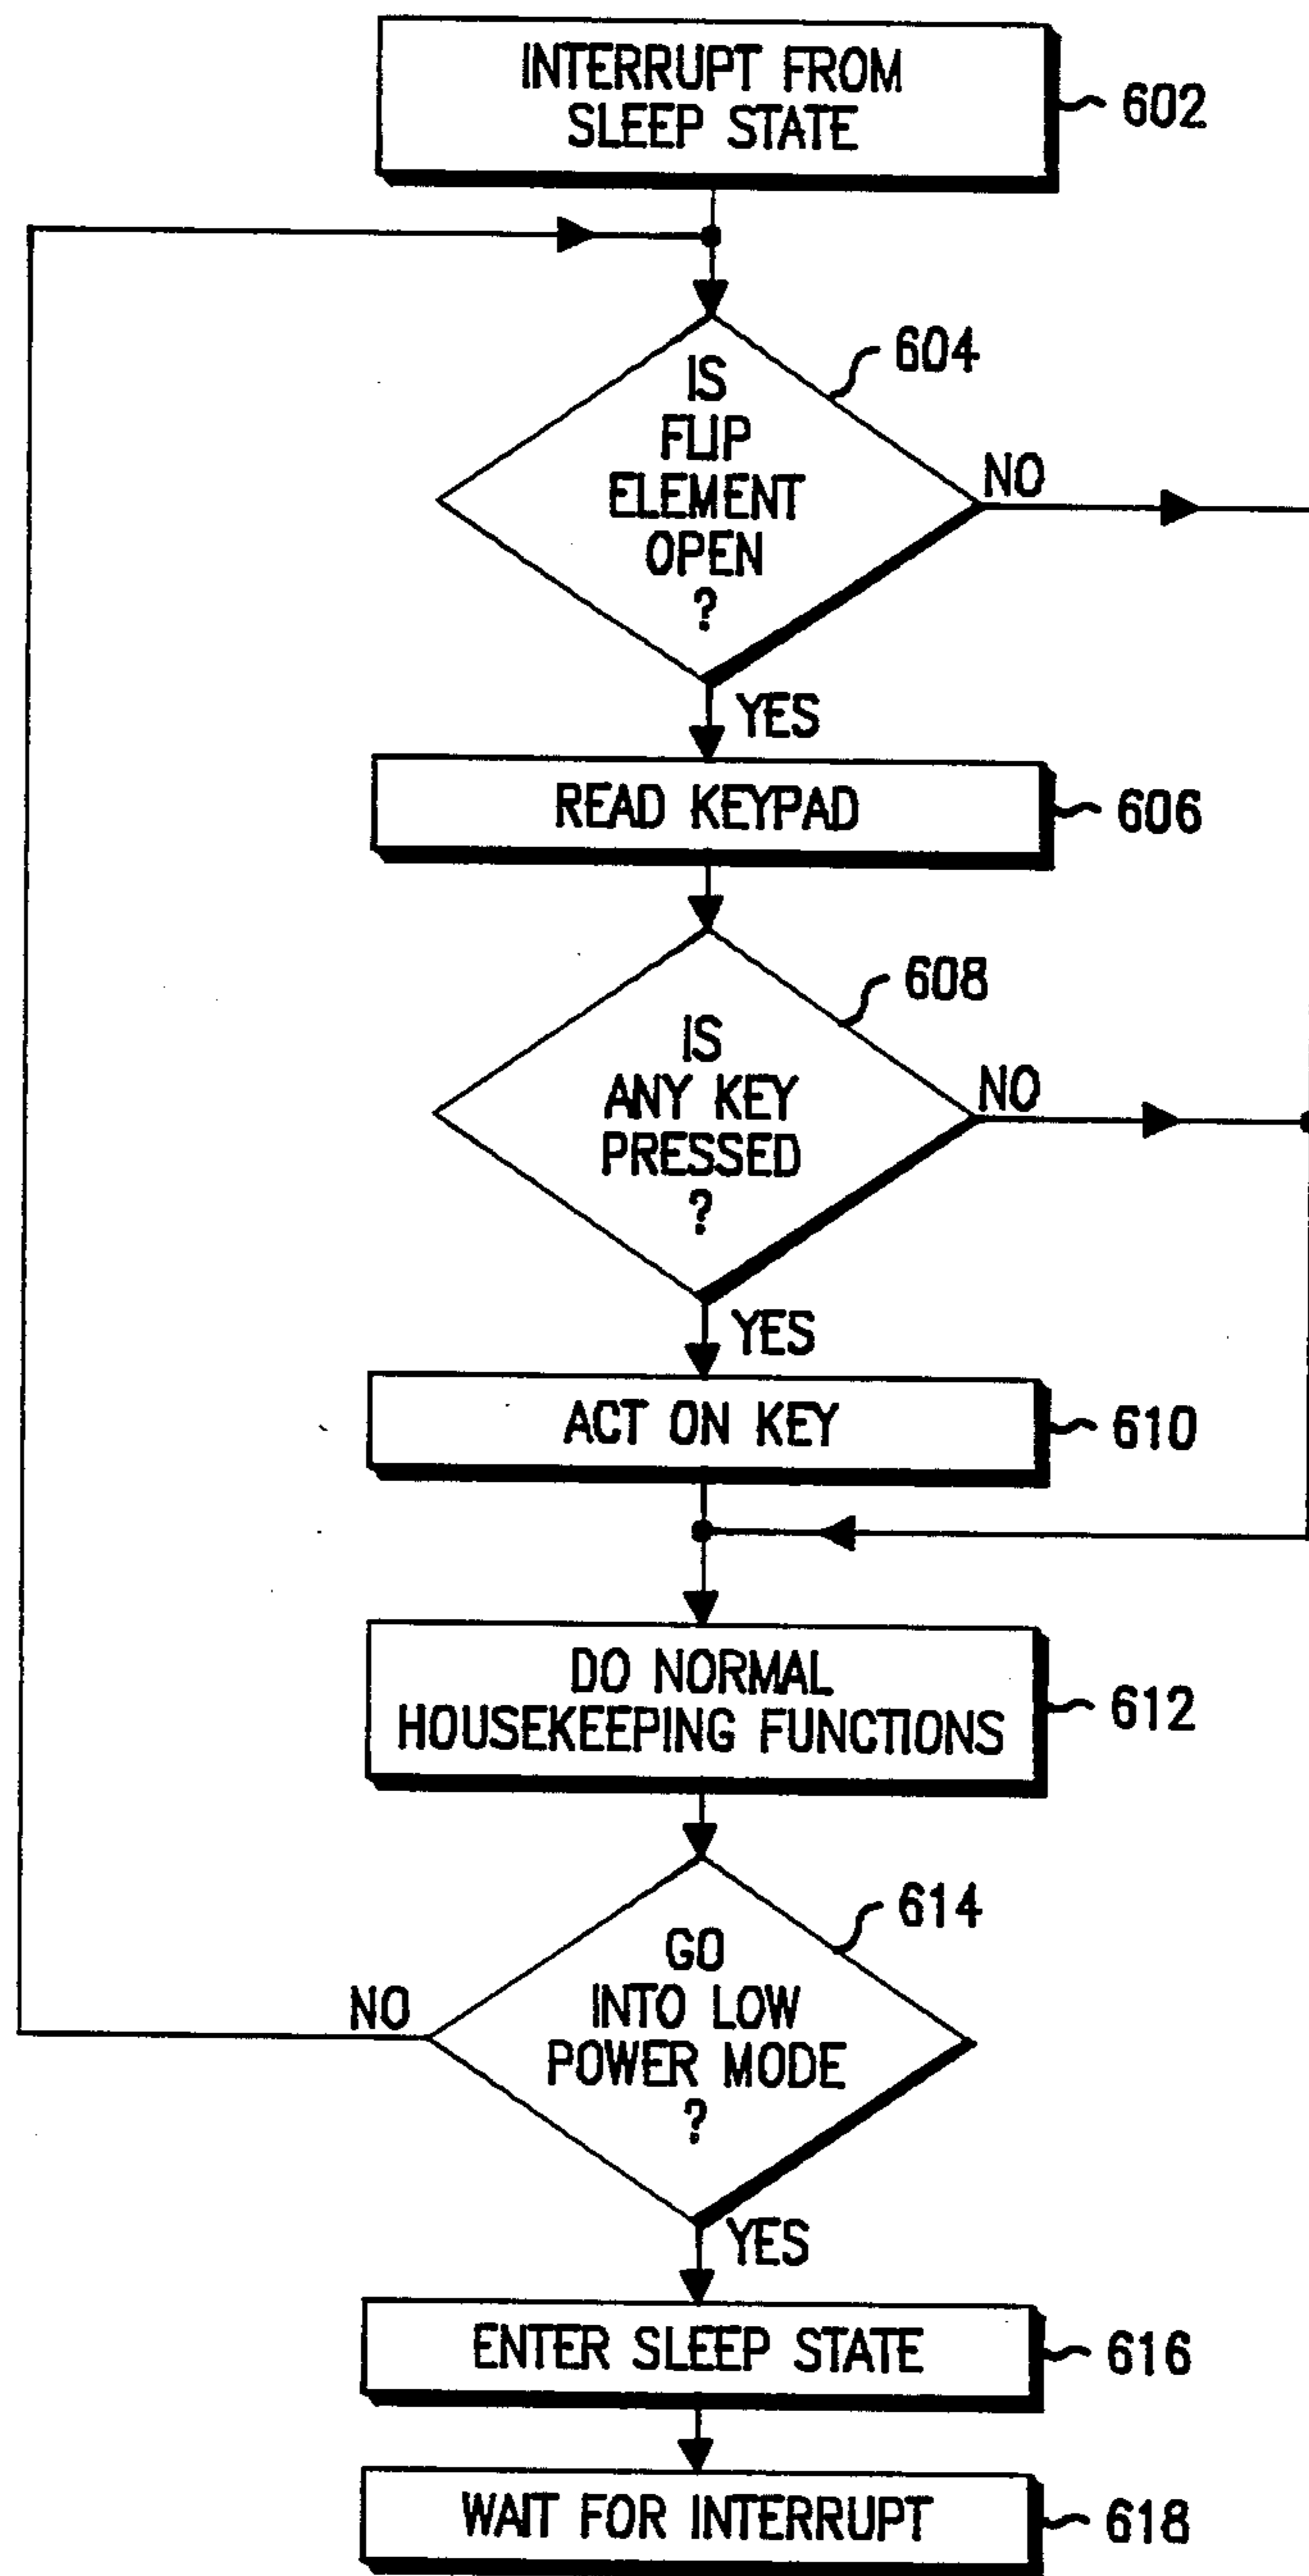 INTERRUPT FROM
SLEEP STATE
602
IS
FLIP
ELEMENT
OPEN
?
604
NO
YES
READ KEYPAD
606
IS
ANY KEY
PRESSED
?
608
NO
YES
ACT ON KEY
610
DO NORMAL
HOUSEKEEPING FUNCTIONS
612
GO
INTO LOW
POWER MODE
?
614
NO
YES
ENTER SLEEP STATE
616
WAIT FOR INTERRUPT
618